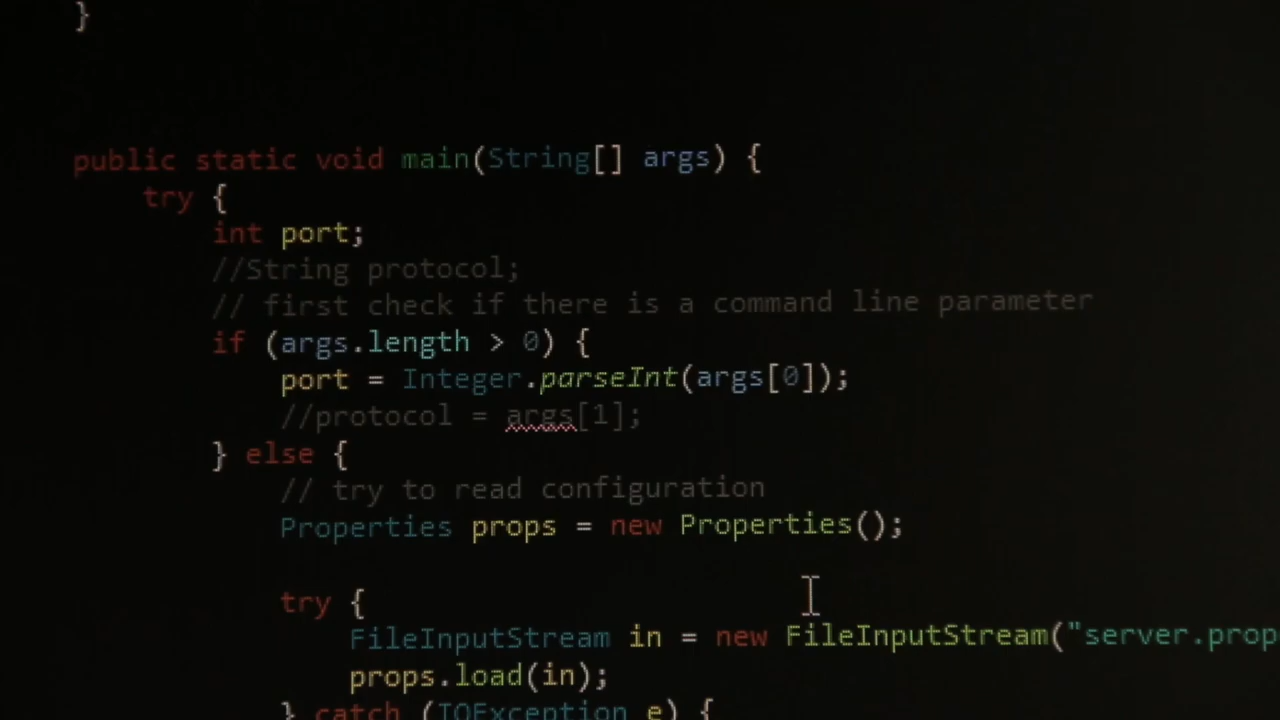 }
public static void main(String[] args) {
try {
int port;
//String protocol;
// first check if there is a command line parameter
if (args.length > 0) {
port = Integer.parseInt(args[0]);
//protocol = args[1];
} else {
// try to read configuration
Properties props = new Properties();
try {
FileInputStream in = new FileInputStream("server.prop
props.load(in);
} catch (IOException e) {